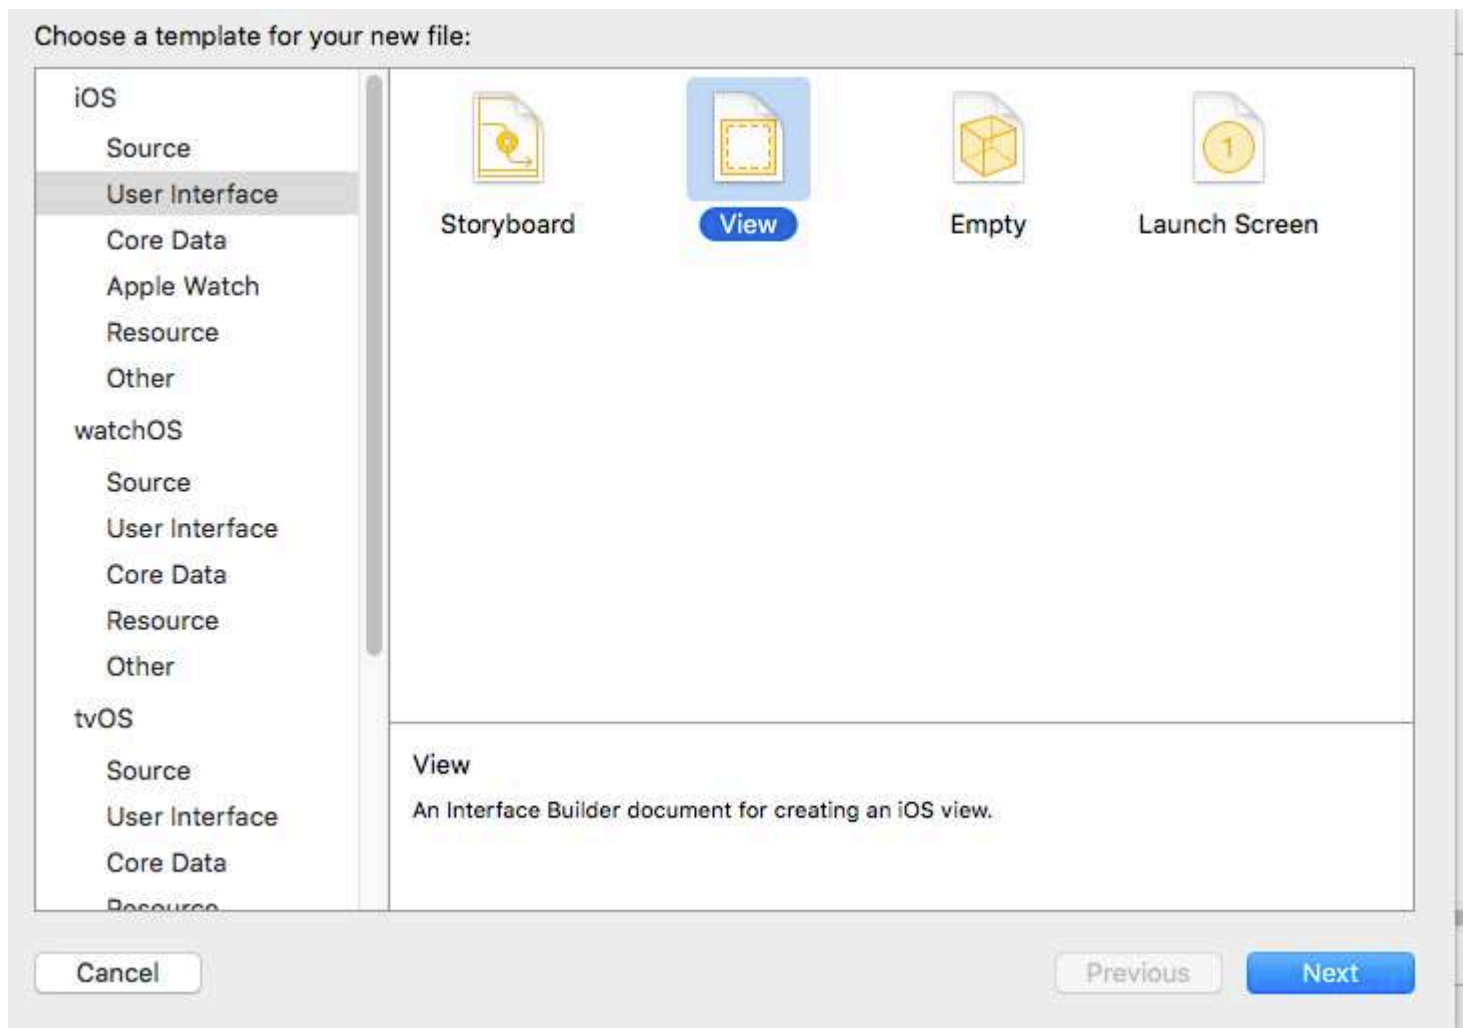 Choose a template for your new file:
iOS
Source
User Interface
Core Data
Apple Watch
Resource
Other
watchOS
Source
User Interface
Core Data
Resource
Other
tvOS
Source
User Interface
Core Data
Resource
Storyboard
View
Empty
1
Launch Screen
View
An Interface Builder document for creating an iOS view.
Cancel
Previous
Next